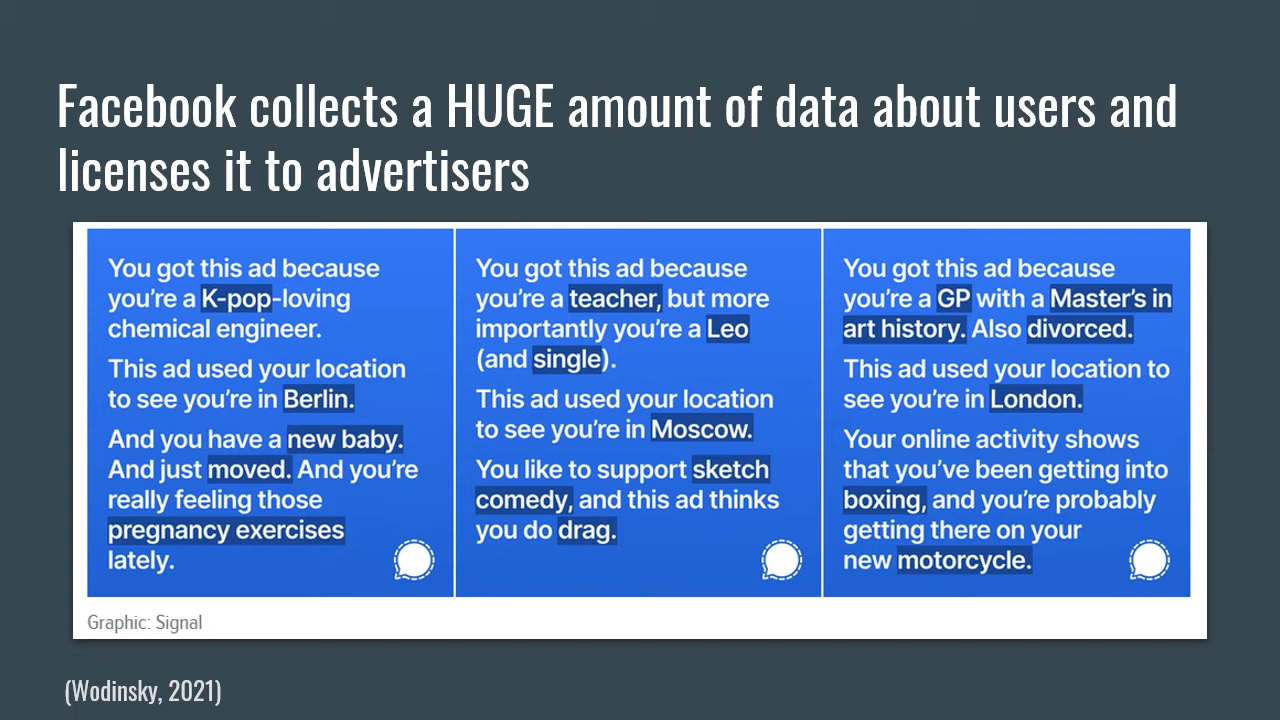 Facebook collects a HUGE amount of data about users and
licenses it to advertisers
You got this ad because
you're a K-pop-loving
chemical engineer.
This ad used your location
to see you're in Berlin.
And you have a new baby.
And just moved. And you're
really feeling those
pregnancy exercises
lately.
You got this ad because
you're a teacher, but more
importantly you're a Leo
(and single).
This ad used your location
to see you're in Moscow.
You like to support sketch
comedy, and this ad thinks
you do drag.
You got this ad because
you're a GP with a Master's in
art history. Also divorced.
This ad used your location to
see you're in London.
Your online activity shows
that you've been getting into
boxing, and you're probably
getting there on your
new motorcycle.
Graphic: Signal
(Wodinsky, 2021)